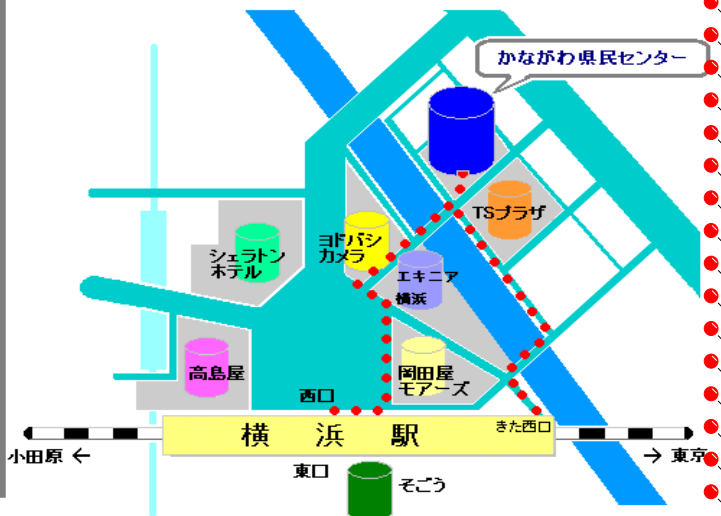 かながわ県民センター
TSプラザ
ヨドバシ
カメラ
シェラトン
ホテル
エキニア
横浜
高島屋
岡田屋
モアーズ
西口
きた西口
横浜駅
小田原 ←
→ 東京
東口
そごう